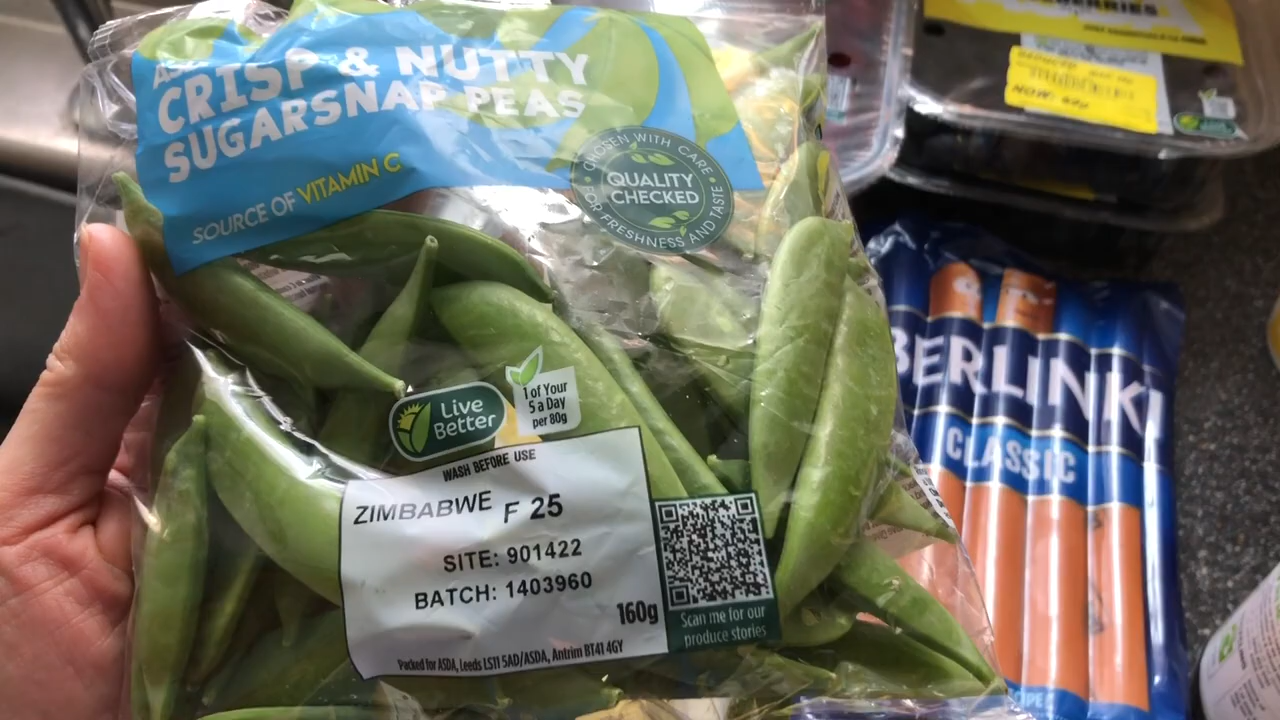 CRISP & NUTTY
SUGARSNAP PEAS
SOURCE OF VITAMIN C
CHOSEN WITH CARE
QUALITY
CHECKED
FOR FRESHNESS AND TASTE
Live
Better
1 of Your
5 a Day
per 80g
WASH BEFORE USE
ZIMBABWE F 25
SITE: 901422
BATCH: 1403960
160g
Packed for ASDA, Leeds LS11 5AD/ASDA, Antrim BT41 4GY
Scan me for our
produce stories
BERLINKI
CLASSIC